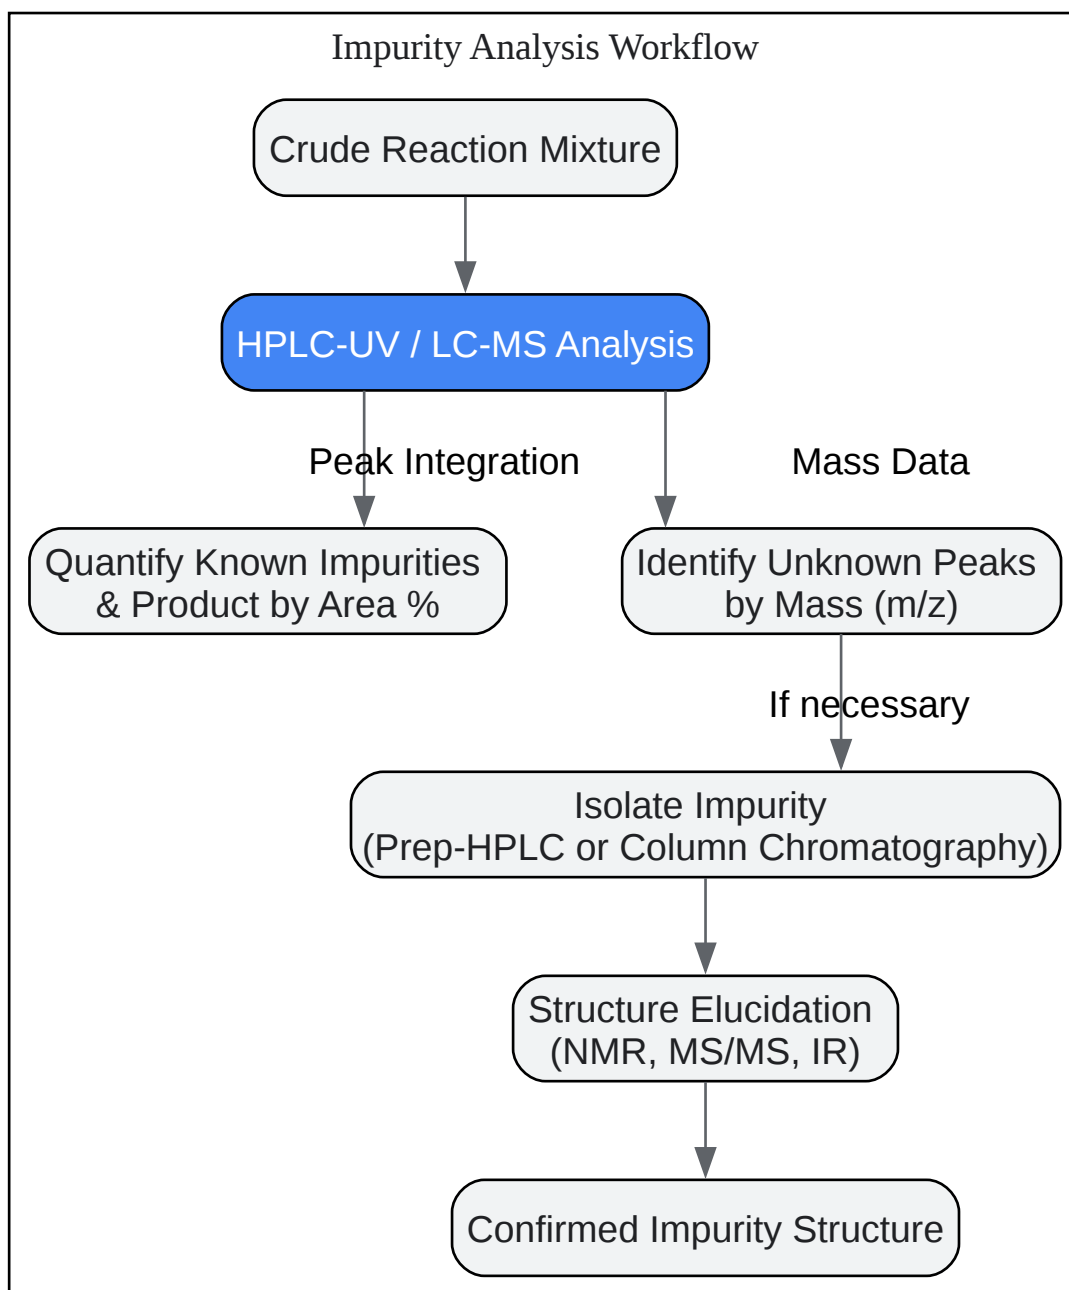 Impurity Analysis Workflow
Crude Reaction Mixture
HPLC-UV / LC-MS Analysis
Peak Integration
Mass Data
Quantify Known Impurities
& Product by Area %
Identify Unknown Peaks
by Mass (m/z)
If necessary
Isolate Impurity
(Prep-HPLC or Column Chromatography)
Structure Elucidation
(NMR, MS/MS, IR)
Confirmed Impurity Structure